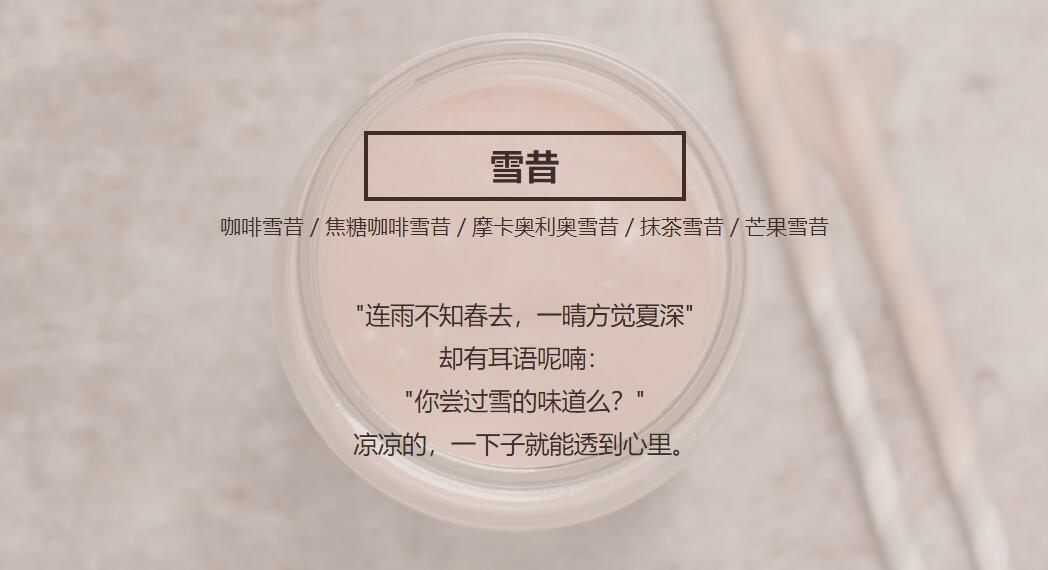 雪昔
咖啡雪昔 / 焦糖咖啡雪昔 / 摩卡奥利奥雪昔 / 抹茶雪昔 / 芒果雪昔
"连雨不知春去，一晴方觉夏深"
却有耳语呢喃：
"你尝过雪的味道么？"
凉凉的，一下子就能透到心里。